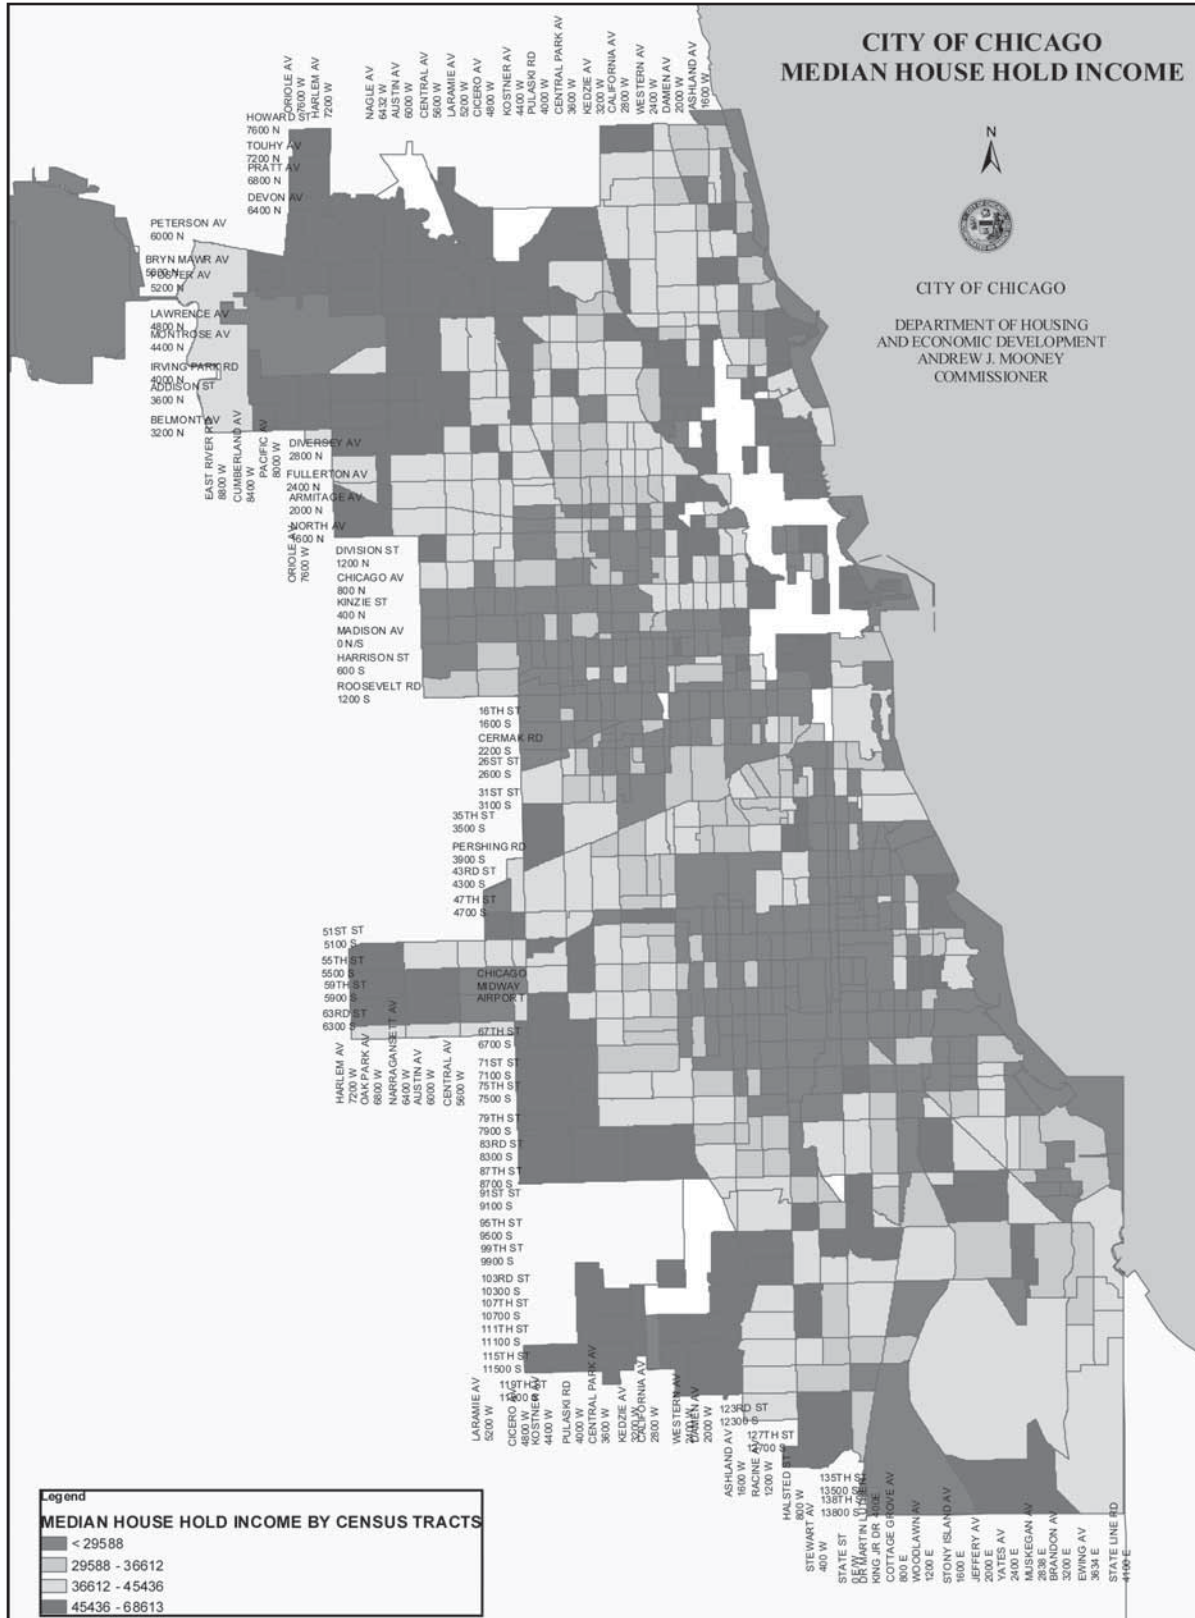 CITY OF CHICAGO
MEDIAN HOUSE HOLD INCOME
N
CITY OF CHICAGO
DEPARTMENT OF HOUSING
AND ECONOMIC DEVELOPMENT
ANDREW J. MOONEY
COMMISSIONER
ORIOLE AV
7600 W
HARLEM AV
7200 W
NAGLE AV
6432 W
AUSTIN AV
6000 W
CENTRAL AV
5600 W
LARAMIE AV
5200 W
CICERO AV
4800 W
KOSTNER AV
4400 W
PULASKI RD
4000 W
CENTRAL PARK AV
3600 W
KEDZIE AV
3200 W
CALIFORNIA AV
2800 W
WESTERN AV
2400 W
DAMEN AV
2000 W
ASHLAND AV
1600 W
HOWARD ST
7600 N
TOUHY AV
7200 N
PRATT AV
6800 N
DEVON AV
6400 N
PETERSON AV
6000 N
BRYN MAWR AV
5600 N
FOSTER AV
5200 N
LAWRENCE AV
4800 N
MONTROSE AV
4400 N
IRVING PARK RD
4000 N
ADDISON ST
3600 N
BELMONT AV
3200 N
EAST RIVER RD
8800 W
CUMBERLAND AV
8400 W
PACIFIC AV
8000 W
DIVERSEY AV
2800 N
FULLERTON AV
2400 N
ARMITAGE AV
2000 N
NORTH AV
1600 N
ORIOLE AV
7600 W
DIVISION ST
1200 N
CHICAGO AV
800 N
KINZIE ST
400 N
MADISON AV
0 N/S
HARRISON ST
600 S
ROOSEVELT RD
1200 S
16TH ST
1600 S
CERMAK RD
2200 S
26ST ST
2600 S
31ST ST
3100 S
35TH ST
3500 S
PERSHING RD
3900 S
43RD ST
4300 S
47TH ST
4700 S
51ST ST
5100 S
55TH ST
5500 S
59TH ST
5900 S
63RD ST
6300 S
CHICAGO
MIDWAY
AIRPORT
HARLEM AV
7200 W
OAK PARK AV
6800 W
NARRAGANSETT AV
6400 W
AUSTIN AV
6000 W
CENTRAL AV
5600 W
67TH ST
6700 S
71ST ST
7100 S
75TH ST
7500 S
79TH ST
7900 S
83RD ST
8300 S
87TH ST
8700 S
91ST ST
9100 S
95TH ST
9500 S
99TH ST
9900 S
103RD ST
10300 S
107TH ST
10700 S
111TH ST
11100 S
115TH ST
11500 S
119TH ST
LARAMIE AV
5200 W
CICERO AV
4800 W
KOSTNER AV
4400 W
PULASKI RD
4000 W
CENTRAL PARK AV
3600 W
KEDZIE AV
3200 W
CALIFORNIA AV
2800 W
WESTERN AV
2400 W
DAMEN AV
2000 W
123RD ST
12300 S
127TH ST
12700 S
ASHLAND AV
1600 W
RACINE AV
1200 W
HALSTED ST
800 W
135TH ST
13500 S
138TH ST
13800 S
STEWART AV
400 W
STATE ST
0 E/W
DR MARTIN LUTHER
KING JR DR 400E
COTTAGE GROVE AV
800 E
WOODLAWN AV
1200 E
STONY ISLAND AV
1600 E
JEFFERY AV
2000 E
YATES AV
2400 E
MUSKEGAN AV
2838 E
BRANDON AV
3200 E
EWING AV
3634 E
STATE LINE RD
4100 E
Legend
MEDIAN HOUSE HOLD INCOME BY CENSUS TRACTS
< 29588
29588 - 36612
36612 - 45436
45436 - 68613